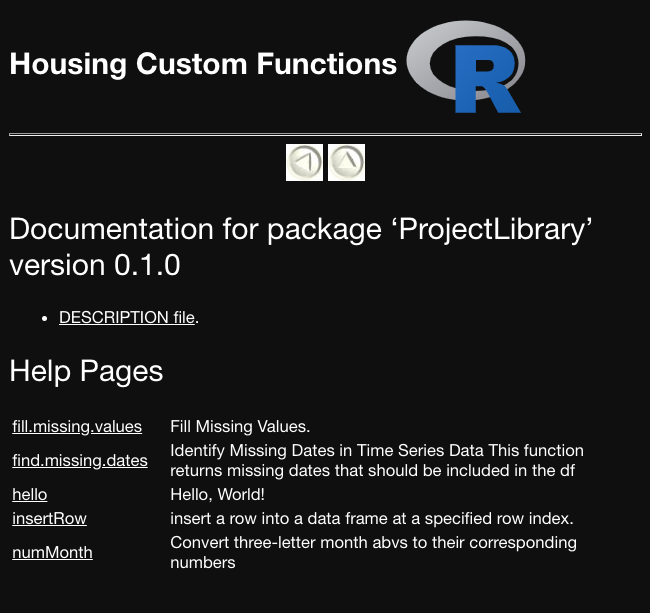 Housing Custom Functions R
Documentation for package ‘ProjectLibrary’
version 0.1.0
• DESCRIPTION file.
Help Pages
fill.missing.values Fill Missing Values.
find.missing.dates Identify Missing Dates in Time Series Data This function
returns missing dates that should be included in the df
hello Hello, World!
insertRow insert a row into a data frame at a specified row index.
numMonth Convert three-letter month abvs to their corresponding
numbers